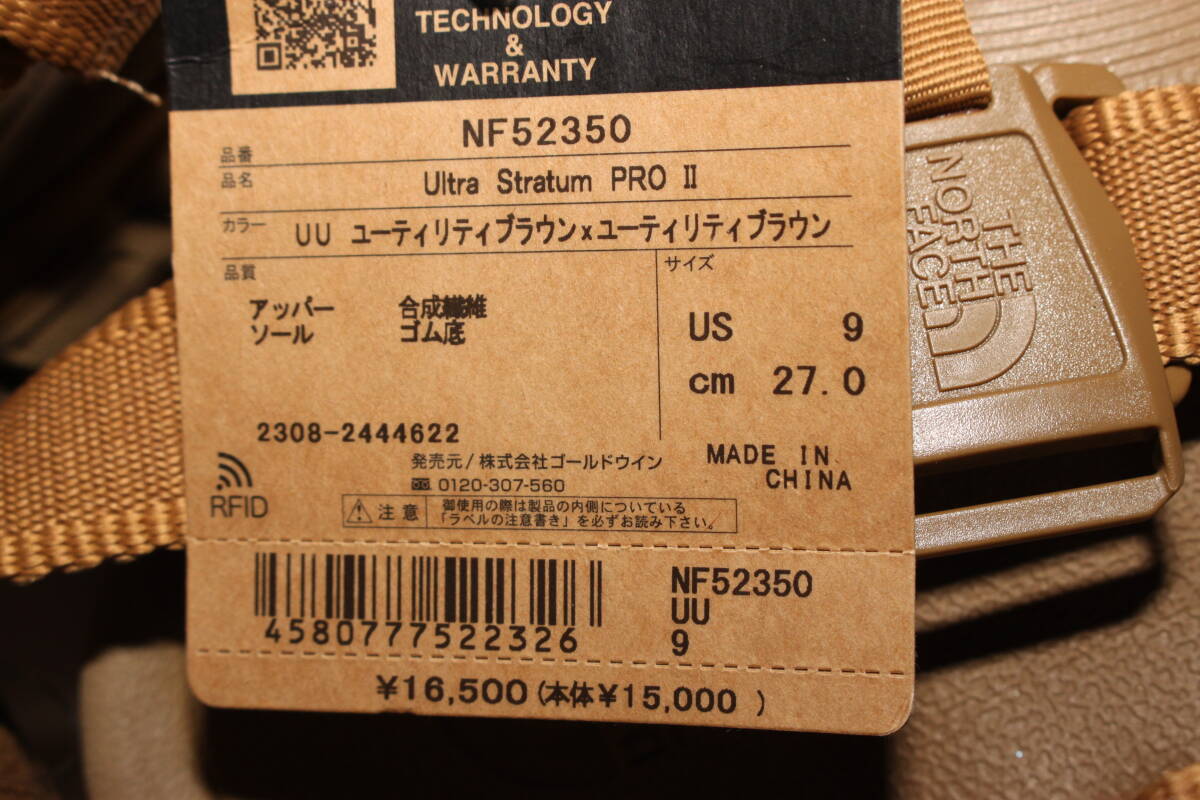 TECHNOLOGY
&
WARRANTY
品番 NF52350
品名 Ultra Stratum PRO II
カラー UU ユーティリティブラウンxユーティリティブラウン
品質
アッパー 合成繊維
ソール ゴム底
サイズ
US 9
cm 27.0
2308-2444622
RFID
発売元/株式会社ゴールドウイン
0120-307-560
MADE IN
CHINA
注意
御使用の際は製品の内側についている
「ラベルの注意書き」を必ずお読み下さい。
4580777522326
NF52350
UU
9
¥16,500(本体¥15,000 )
THE
NORTH
FACE